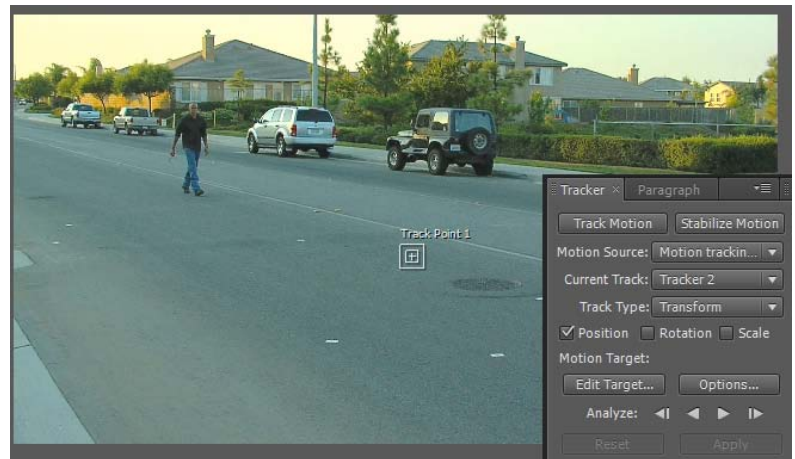 Track Point 1
Tracker × Paragraph
Track Motion Stabilize Motion
Motion Source: Motion trackin...
Current Track: Tracker 2
Track Type: Transform
Position Rotation Scale
Motion Target:
Edit Target... Options...
Analyze:
Reset Apply